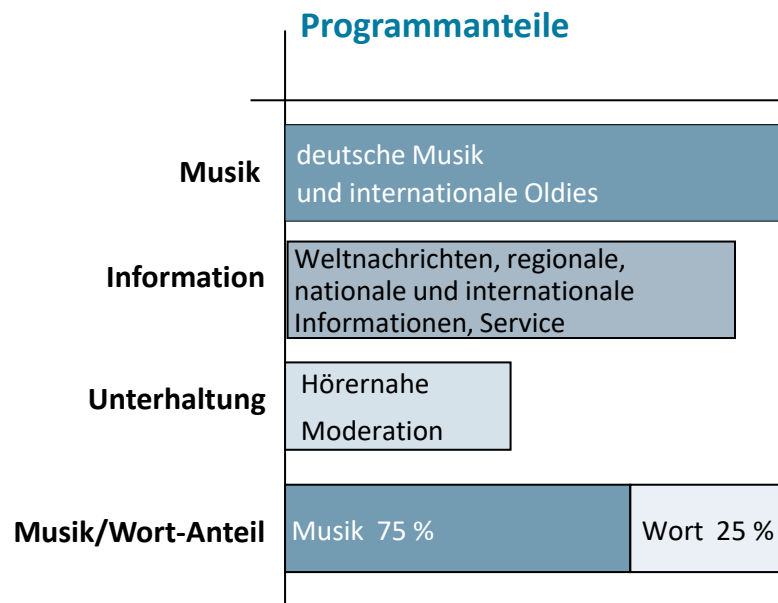 Programmanteile
Musik
deutsche Musik
und internationale Oldies
Information
Weltnachrichten, regionale,
nationale und internationale
Informationen, Service
Unterhaltung
Hörernahe
Moderation
Musik/Wort-Anteil
Musik 75 %
Wort 25 %